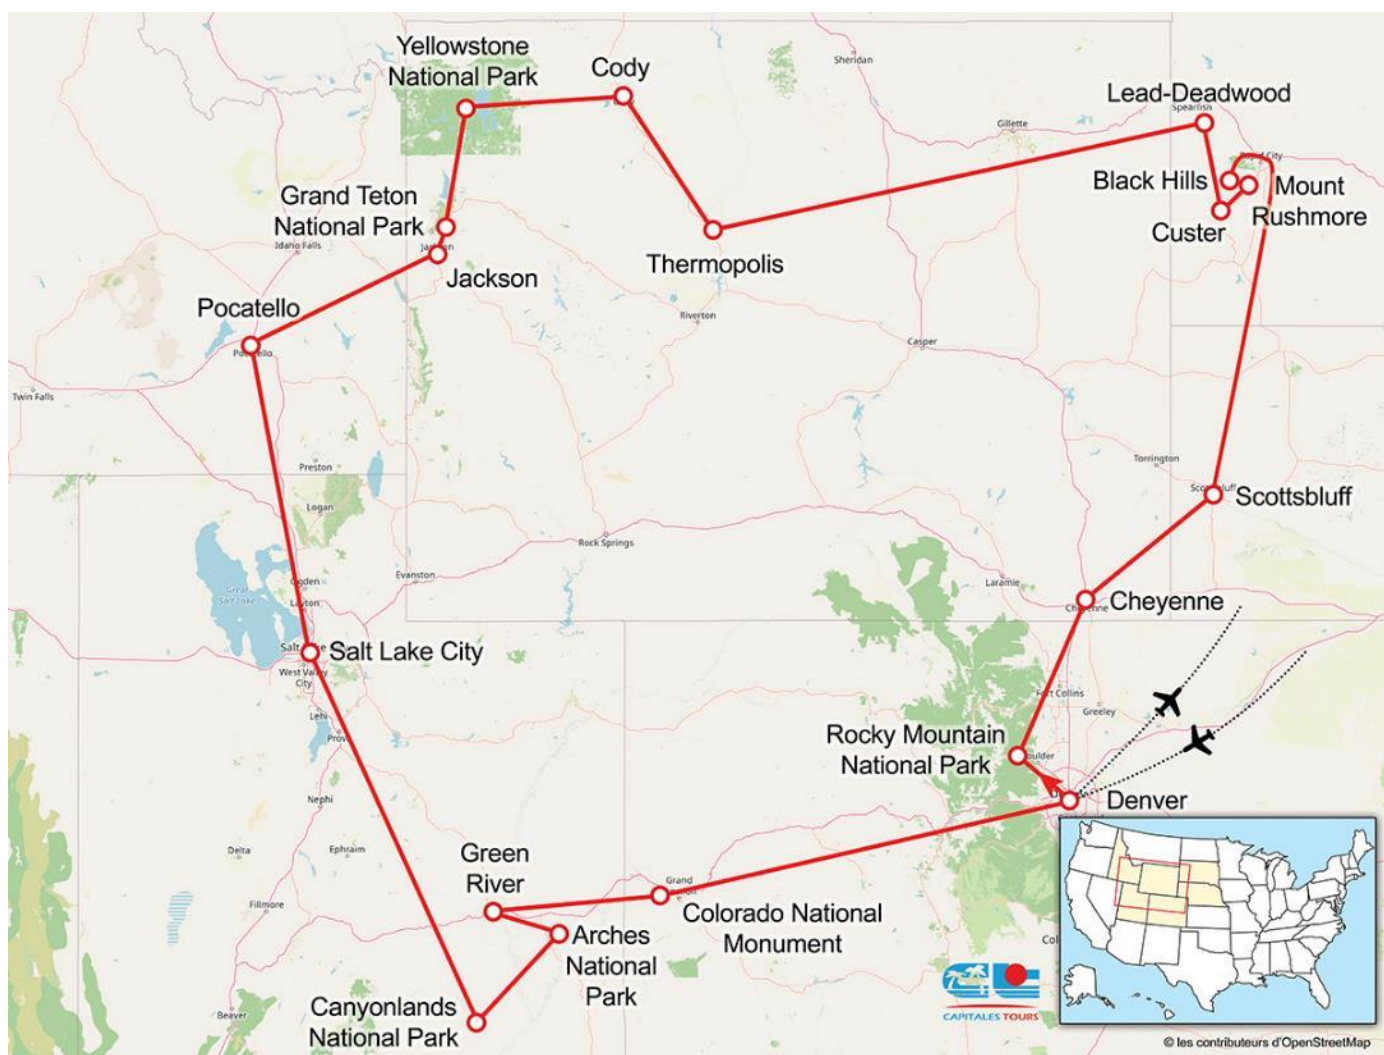 Yellowstone
National Park
Cody
Sheridan
Lead-Deadwood
Spearfish
Gillette
Black Hills
Mount
Rushmore
Custer
Grand Teton
National Park
Idaho Falls
Jackson
Thermopolis
Pocatello
Riverton
Casper
Twin Falls
Preston
Logan
Torrington
Scottsbluff
Rock Springs
Evanston
Laramie
Ogden
Great
Salt Lake
Layton
Cheyenne
Salt Lake City
West Valley
City
Fort Collins
Greeley
Lehi
Rocky Mountain
National Park
Denver
Nephi
Delta
Ephraim
Green
River
Grand
Fillmore
Colorado National
Monument
Arches
National
Park
Canyonlands
National Park
Beaver
CAPITALES TOURS
© les contributeurs d'OpenStreetMap